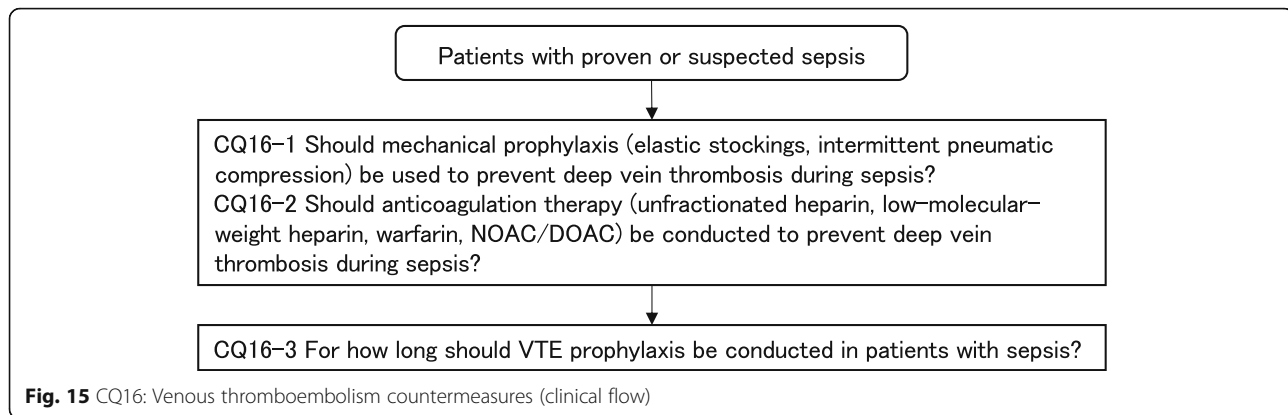 Patients with proven or suspected sepsis
CQ16-1 Should mechanical prophylaxis (elastic stockings, intermittent pneumatic
compression) be used to prevent deep vein thrombosis during sepsis?
CQ16-2 Should anticoagulation therapy (unfractionated heparin, low-molecular-
weight heparin, warfarin, NOAC/DOAC) be conducted to prevent deep vein
thrombosis during sepsis?
CQ16-3 For how long should VTE prophylaxis be conducted in patients with sepsis?
Fig. 15 CQ16: Venous thromboembolism countermeasures (clinical flow)